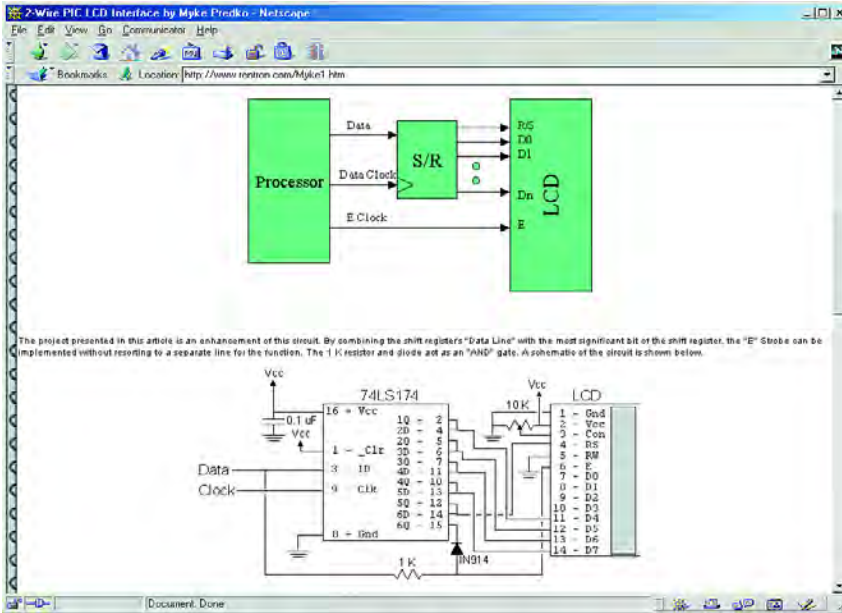 2-Wire PIC LCD Interface by Myke Predko - Netscape
File Edit View Go Communicator Help
Bookmarks Location: http://www.rentron.com/Myke1.htm
Data
R/S
D0
D1
S/R
Processor
Data Clock
Dn
LCD
E Clock
E
The project presented in this article is an enhancement of this circuit. By combining the shift registers "Data Line" with the most significant bit of the shift register, the "E" Strobe can be
implemented without resorting to a separate line for the function. The 1 K resistor and diode act as an "AND" gate. A schematic of the circuit is shown below.
Vcc
74LS174
0.1 uF
Vcc
16 - Vcc
1 - _Clr
3 - 1D
9 - Clk
8 - Gnd
Data
Clock
1Q - 2
2D - 4
2Q - 5
3D - 6
3Q - 7
4D - 11
4Q - 10
5D - 13
5Q - 12
6D - 14
6Q - 15
1N914
1 K
Vcc
10K
LCD
1 - Gnd
2 - Vcc
3 - Con
4 - RS
5 - RW
6 - E
7 - D0
8 - D1
9 - D2
10 - D3
11 - D4
12 - D5
13 - D6
14 - D7
Document: Done